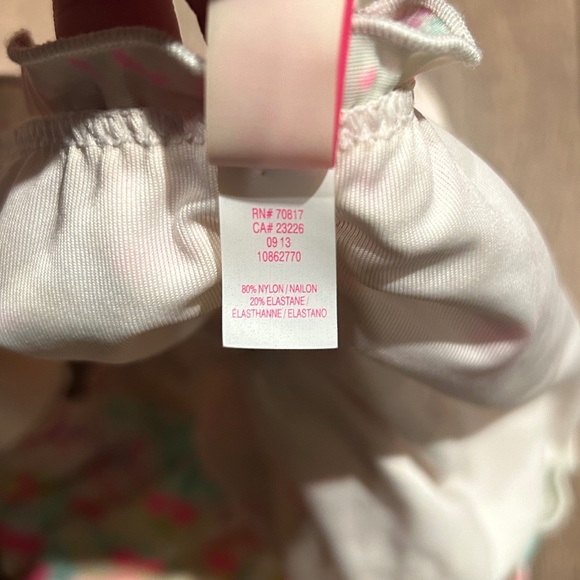 RN# 70817
CA# 23226
09 13
10862770
80% NYLON / NAILON
20% ELASTANE /
ÉLASTHANNE / ELASTANO